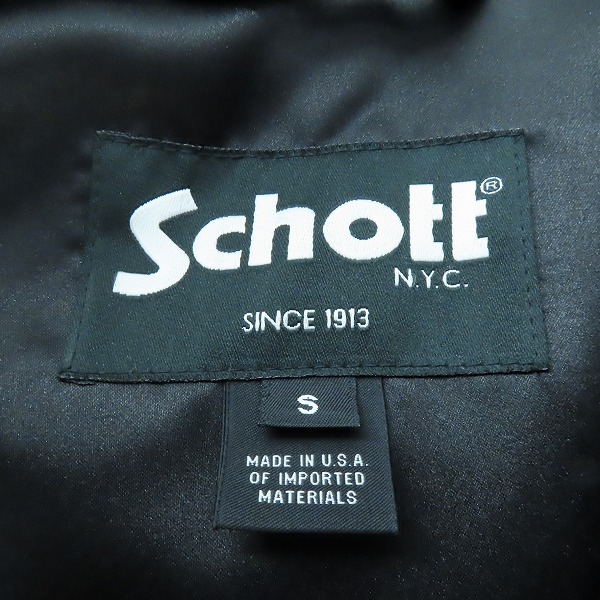 Schott®
N.Y.C.
SINCE 1913
S
MADE IN U.S.A.
OF IMPORTED
MATERIALS